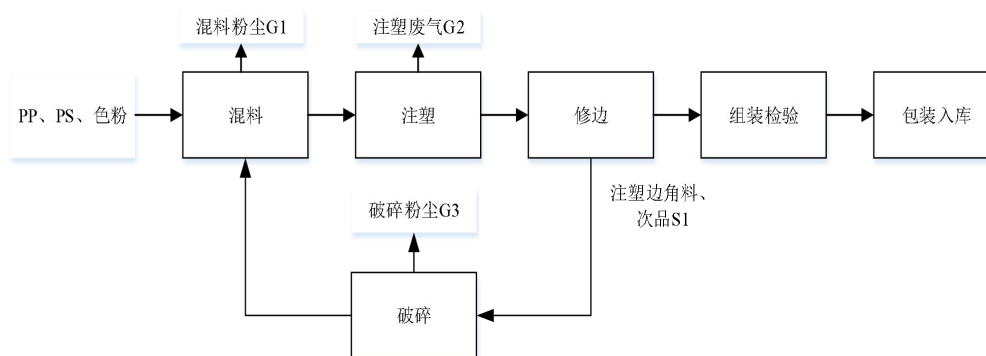 混料粉尘G1
注塑废气G2
PP、PS、色粉
混料
注塑
修边
组装检验
包装入库
注塑边角料、
次品S1
破碎粉尘G3
破碎